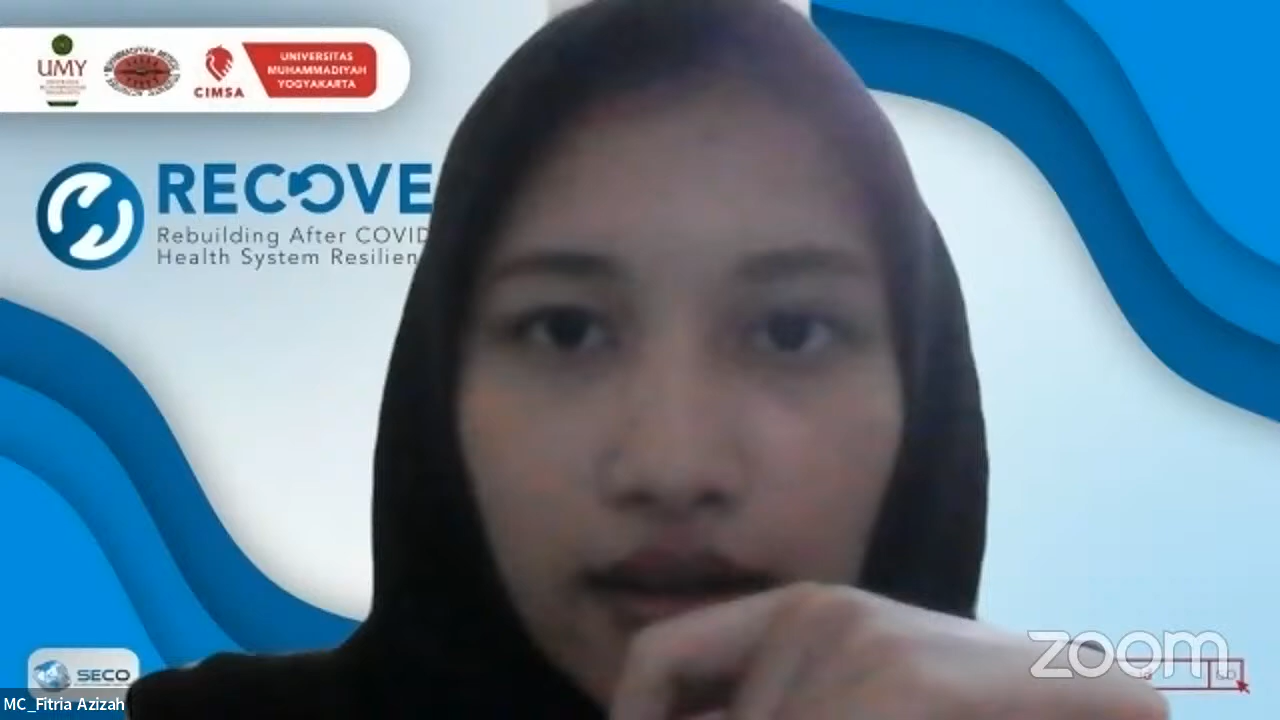 UMY
CIMSA
UNIVERSITAS
MUHAMMADIYAH
YOGYAKARTA
RECOVE
Rebuilding After COVID
Health System Resilien
SECO
MC_Fitria Azizah
zoom